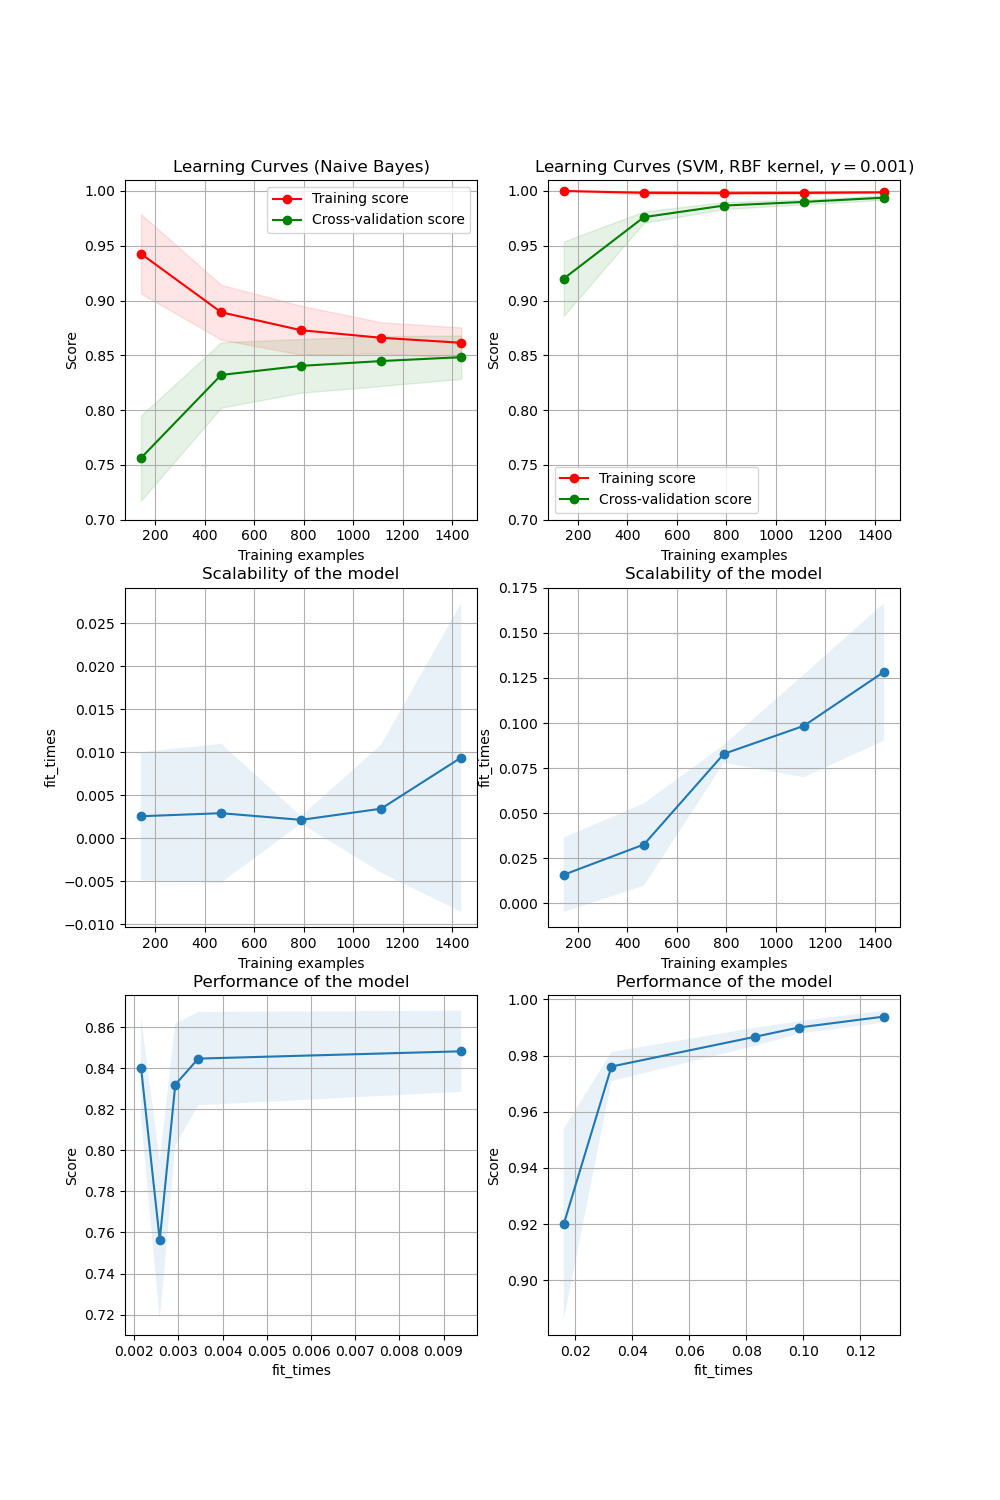 Learning Curves (Naive Bayes)
1.00
0.95
0.90
0.85
0.80
0.75
0.70
Score
Training score
Cross-validation score
200 400 600 800 1000 1200 1400
Training examples
Learning Curves (SVM, RBF kernel, γ = 0.001)
1.00
0.95
0.90
0.85
0.80
0.75
0.70
Score
Training score
Cross-validation score
200 400 600 800 1000 1200 1400
Training examples
Scalability of the model
0.025
0.020
0.015
0.010
0.005
0.000
−0.005
−0.010
fit_times
200 400 600 800 1000 1200 1400
Training examples
Scalability of the model
0.175
0.150
0.125
0.100
0.075
0.050
0.025
0.000
fit_times
200 400 600 800 1000 1200 1400
Training examples
Performance of the model
0.86
0.84
0.82
0.80
0.78
0.76
0.74
0.72
Score
0.002 0.003 0.004 0.005 0.006 0.007 0.008 0.009
fit_times
Performance of the model
1.00
0.98
0.96
0.94
0.92
0.90
Score
0.02 0.04 0.06 0.08 0.10 0.12
fit_times